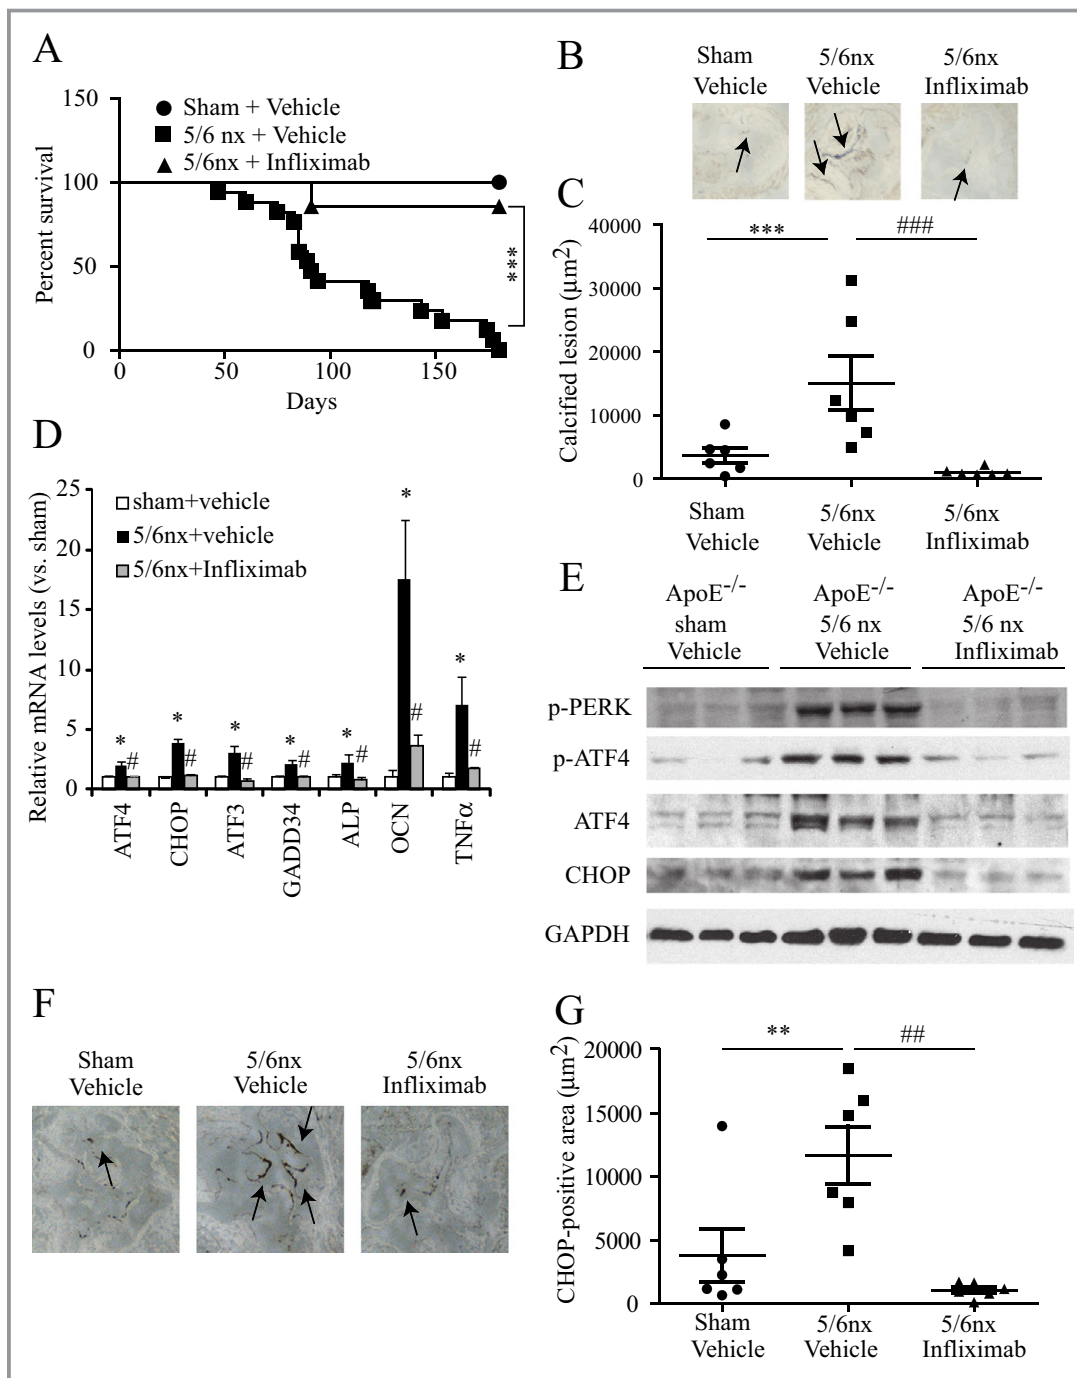 A
150
100
50
0
Percent survival
Sham + Vehicle
5/6 nx + Vehicle
5/6nx + Infliximab
***
0
50
100
150
Days
B
Sham
Vehicle
5/6nx
Vehicle
5/6nx
Infliximab
C
40000
30000
20000
10000
0
Calcified lesion (μm²)
***
###
Sham
Vehicle
5/6nx
Vehicle
5/6nx
Infliximab
D
25
20
15
10
5
0
Relative mRNA levels (vs. sham)
sham+vehicle
5/6nx+vehicle
5/6nx+Infliximab
*
#
*
#
*
#
*
#
*
#
*
#
*
#
ATF4
CHOP
ATF3
GADD34
ALP
OCN
TNFα
E
ApoE-/-
sham
Vehicle
ApoE-/-
5/6 nx
Vehicle
ApoE-/-
5/6 nx
Infliximab
p-PERK
p-ATF4
ATF4
CHOP
GAPDH
F
Sham
Vehicle
5/6nx
Vehicle
5/6nx
Infliximab
G
20000
15000
10000
5000
0
CHOP-positive area (μm²)
**
##
Sham
Vehicle
5/6nx
Vehicle
5/6nx
Infliximab